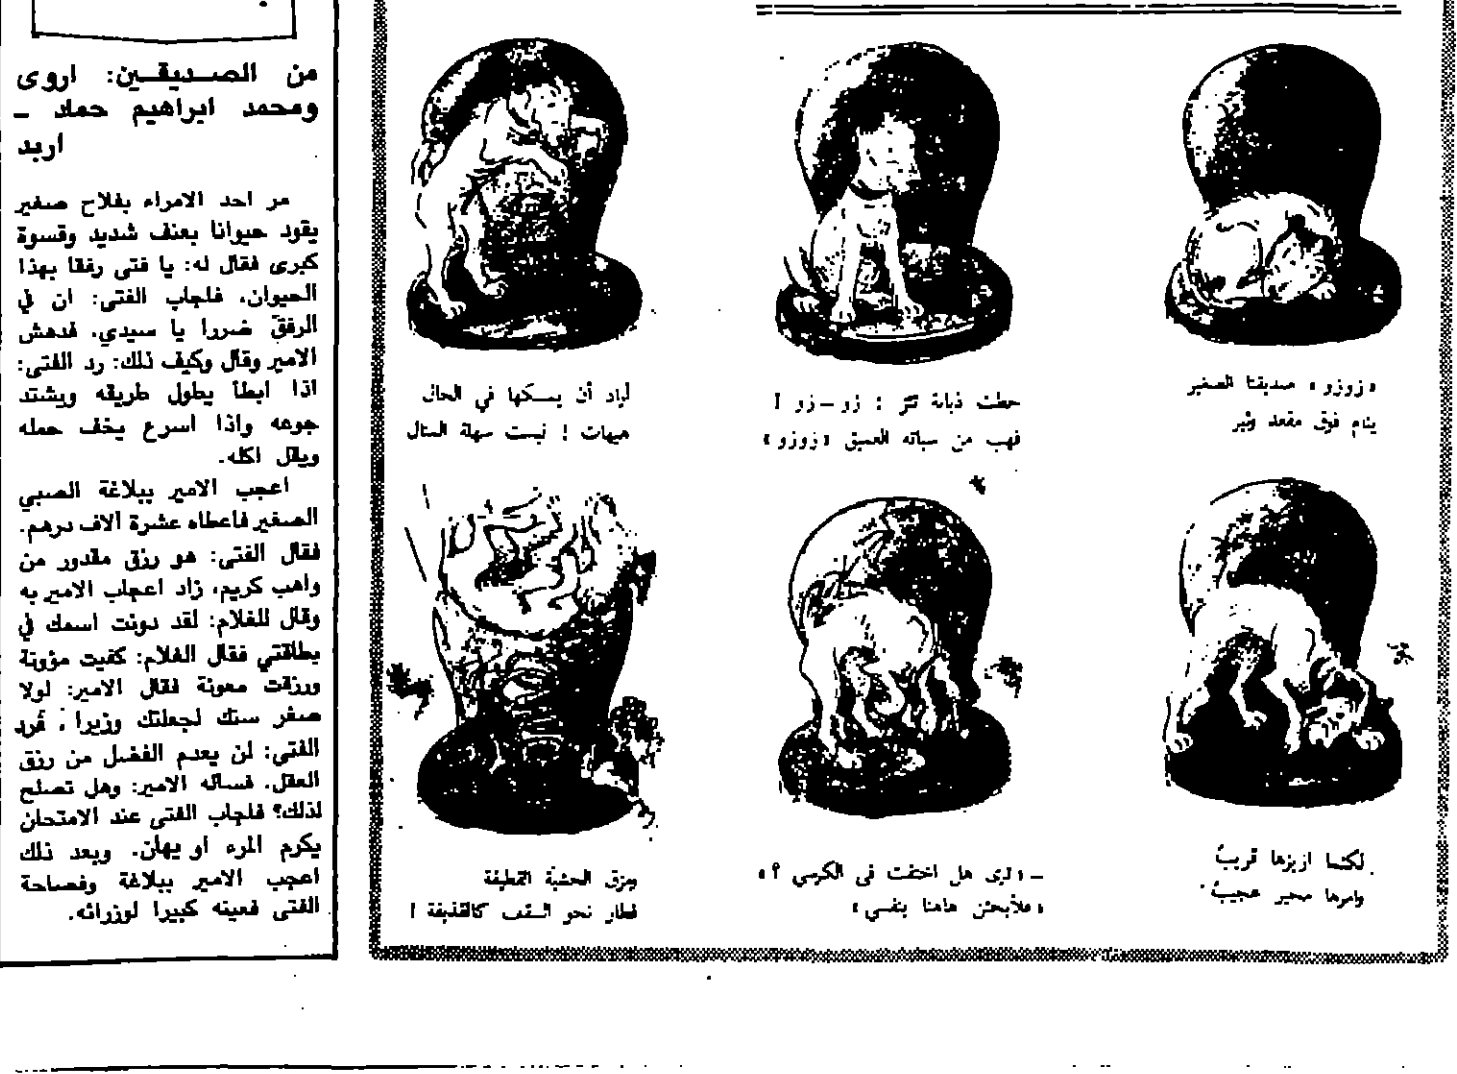 «زوزو» صديقنا الصغير
ينام فوق مقعد وثير
حطت ذبابة تئز : زو – زو !
فهب من سباته العميق «زوزو»
أراد أن يمسكها في الحال
هيهات ! ليست سهلة المنال
لكنما ازيزها قريبُ
وامرها محير عجيبُ
– «ترى هل اختفت في الكرسي ؟»
«فلأبحثن هاهنا بنفسي»
ومزق الحشية القطيفة
فطار نحو السقف كالقذيفة !
من الصديقين: اروى
ومحمد ابراهيم حماد –
اربد
مر احد الامراء بفلاح صغير
يقود حيوانا بعنف شديد وقسوة
كبرى فقال له: يا فتى رفقا بهذا
الحيوان، فاجاب الفتى: ان في
الرفق ضررا يا سيدي، فدهش
الامير وقال وكيف ذلك: رد الفتى:
اذا ابطأ يطول طريقه ويشتد
جوعه واذا اسرع يخف حمله
ويقل اكله.
اعجب الامير ببلاغة الصبي
الصغير فاعطاه عشرة آلاف درهم.
فقال الفتى: هو رزق مقدور من
واهب كريم، زاد اعجاب الامير به
وقال للغلام: لقد دونت اسمك في
بطاقتي فقال الغلام: كفيت مؤونة
ورزقت معونة فقال الامير: لولا
صغر سنك لجعلتك وزيرا، فرد
الفتى: لن يعدم الفضل من رزق
العقل. فسأله الامير: وهل تصلح
لذلك؟ فاجاب الفتى عند الامتحان
يكرم المرء او يهان. وبعد ذلك
اعجب الامير ببلاغة وفصاحة
الفتى فعينه كبيرا لوزرائه.